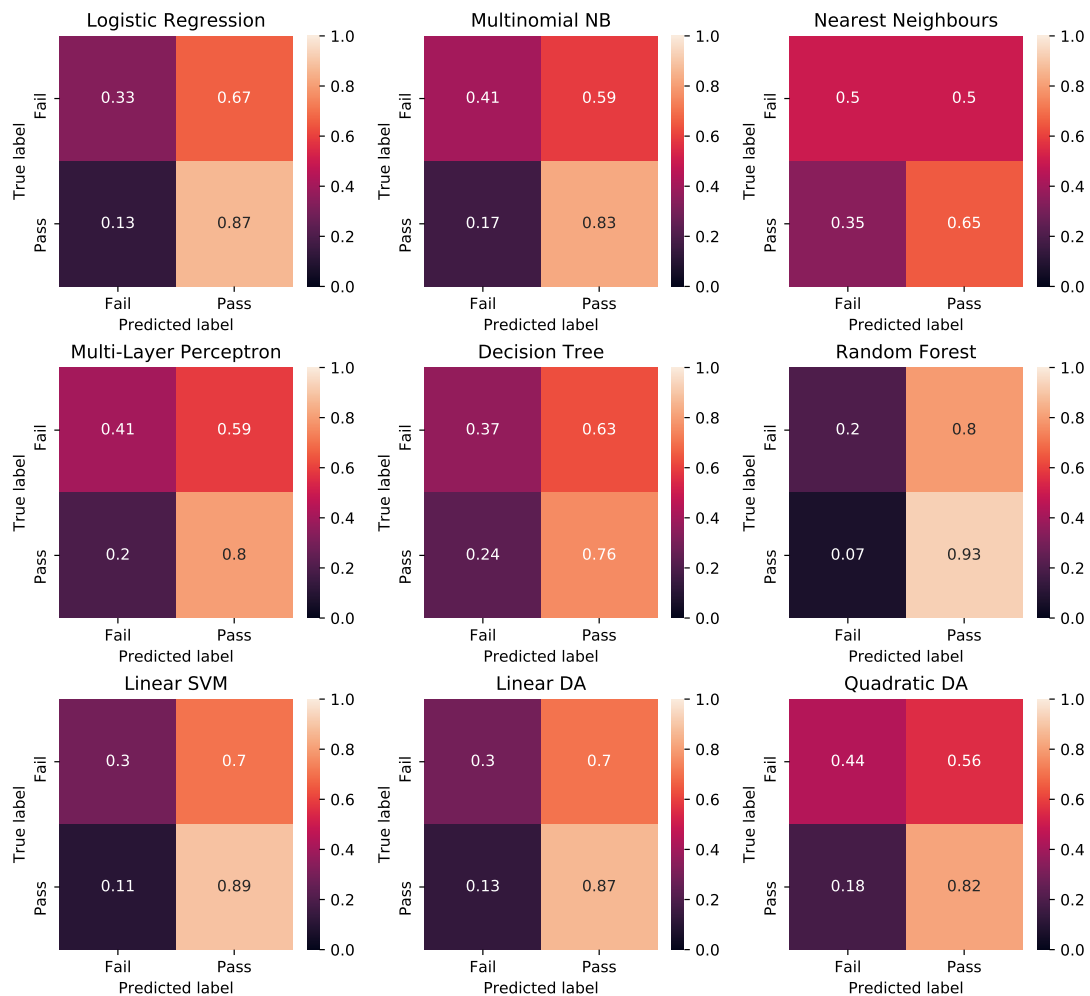 Logistic Regression
1.0
0.8
0.6
0.4
0.2
0.0
Fail
Pass
True label
0.33 0.67
0.13 0.87
Fail Pass
Predicted label
Multinomial NB
1.0
0.8
0.6
0.4
0.2
0.0
Fail
Pass
True label
0.41 0.59
0.17 0.83
Fail Pass
Predicted label
Nearest Neighbours
1.0
0.8
0.6
0.4
0.2
0.0
Fail
Pass
True label
0.5 0.5
0.35 0.65
Fail Pass
Predicted label
Multi-Layer Perceptron
1.0
0.8
0.6
0.4
0.2
0.0
Fail
Pass
True label
0.41 0.59
0.2 0.8
Fail Pass
Predicted label
Decision Tree
1.0
0.8
0.6
0.4
0.2
0.0
Fail
Pass
True label
0.37 0.63
0.24 0.76
Fail Pass
Predicted label
Random Forest
1.0
0.8
0.6
0.4
0.2
0.0
Fail
Pass
True label
0.2 0.8
0.07 0.93
Fail Pass
Predicted label
Linear SVM
1.0
0.8
0.6
0.4
0.2
0.0
Fail
Pass
True label
0.3 0.7
0.11 0.89
Fail Pass
Predicted label
Linear DA
1.0
0.8
0.6
0.4
0.2
0.0
Fail
Pass
True label
0.3 0.7
0.13 0.87
Fail Pass
Predicted label
Quadratic DA
1.0
0.8
0.6
0.4
0.2
0.0
Fail
Pass
True label
0.44 0.56
0.18 0.82
Fail Pass
Predicted label